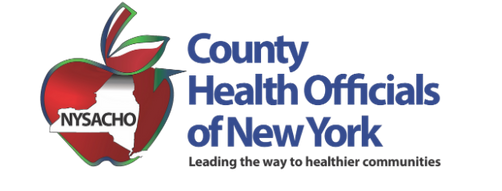 NYSACHO
County
Health Officials
of New York
Leading the way to healthier communities